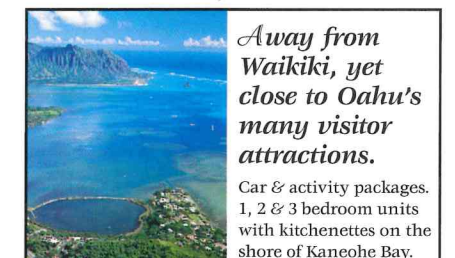 Away from
Waikiki, yet
close to Oahu's
many visitor
attractions.
Car & activity packages.
1, 2 & 3 bedroom units
with kitchenettes on the
shore of Kaneohe Bay.